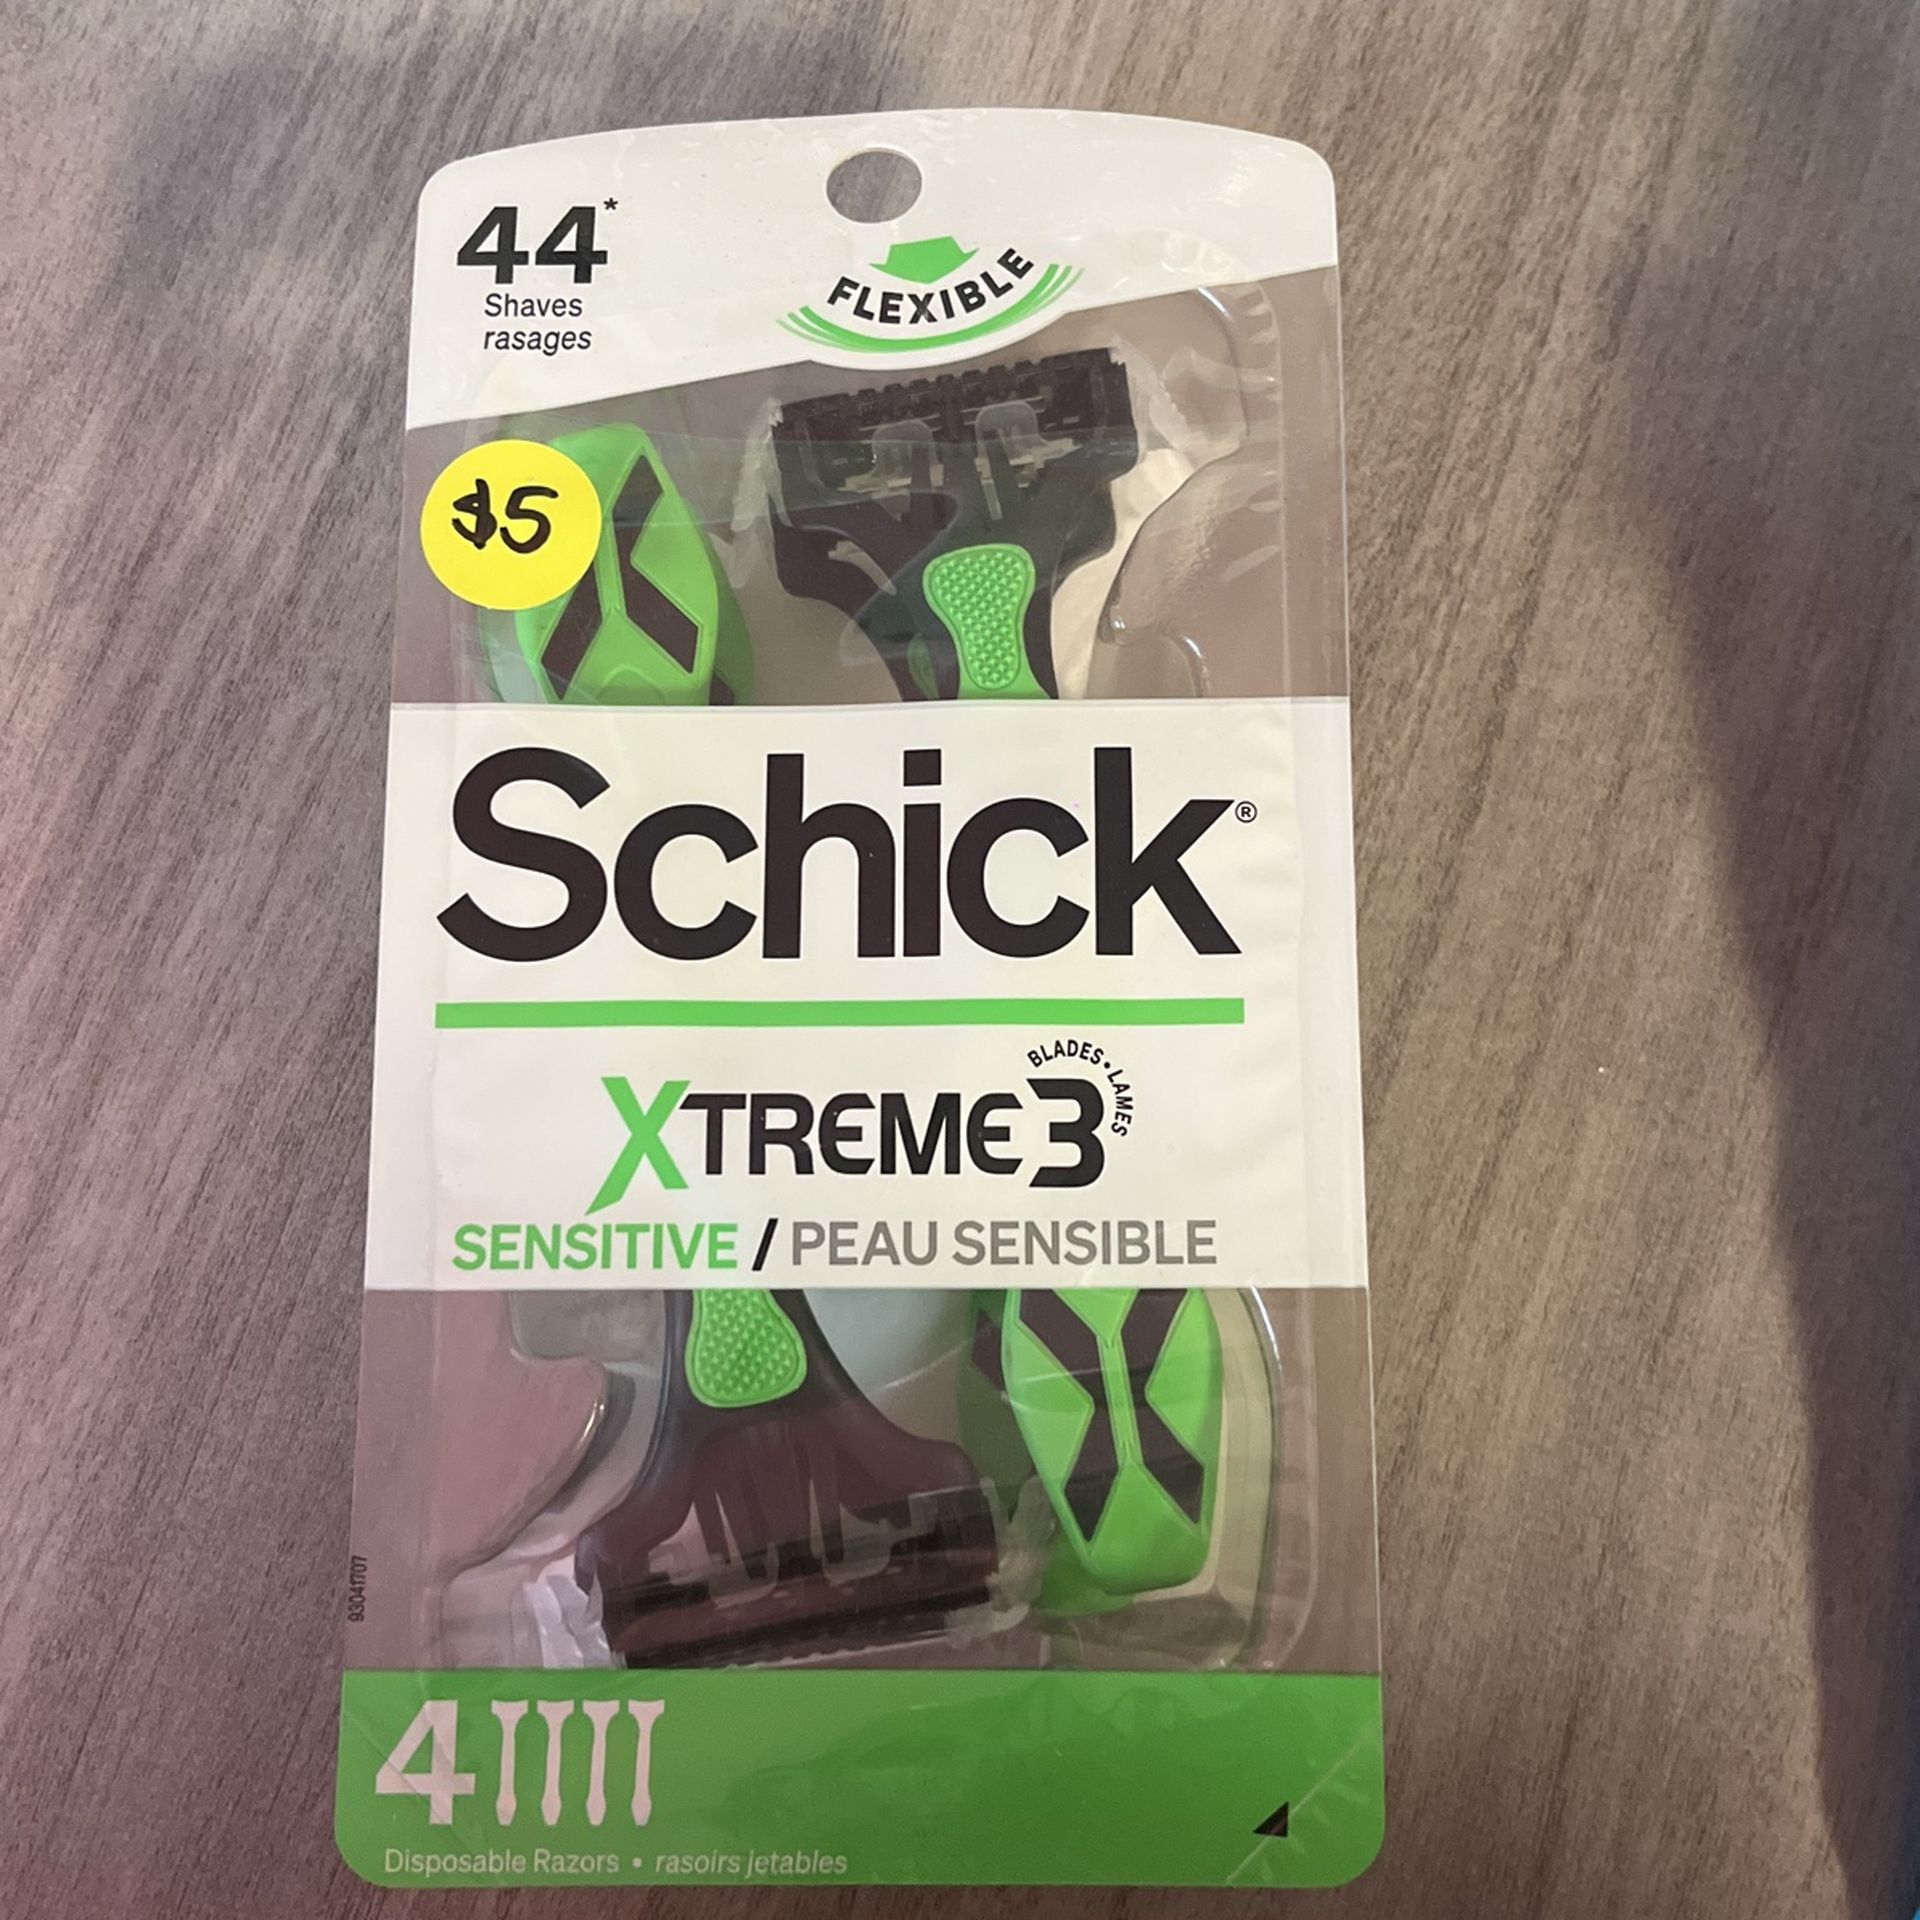 44*
Shaves
rasages
FLEXIBLE
$5
Schick®
XTREME3
BLADES • LAMES
SENSITIVE / PEAU SENSIBLE
93041707
4
Disposable Razors • rasoirs jetables